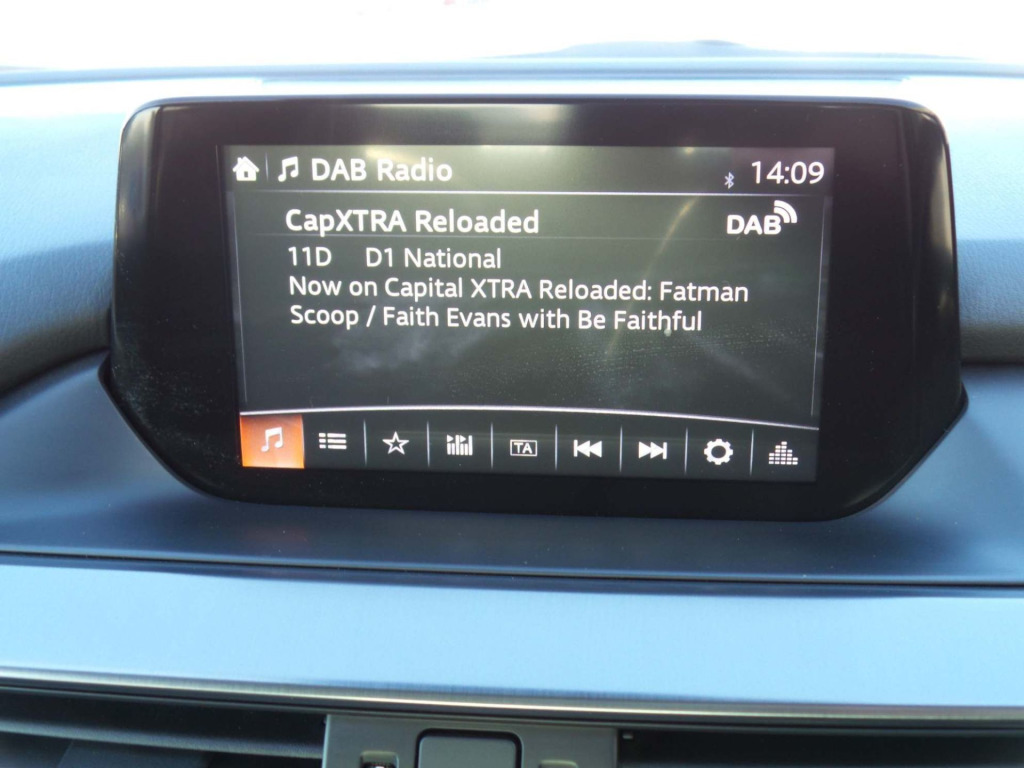 DAB Radio 14:09
CapXTRA Reloaded DAB
11D D1 National
Now on Capital XTRA Reloaded: Fatman
Scoop / Faith Evans with Be Faithful
TA